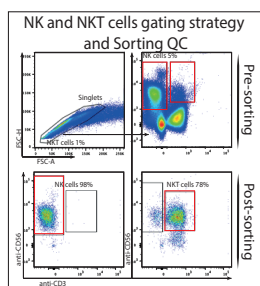 NK and NKT cells gating strategy
and Sorting QC
NK cells 5%
Singlets
FSC-H
NKT cells 1%
FSC-A
Pre-sorting
NK cells 98%
NKT cells 78%
anti-CD56
anti-CD56
anti-CD3
Post-sorting